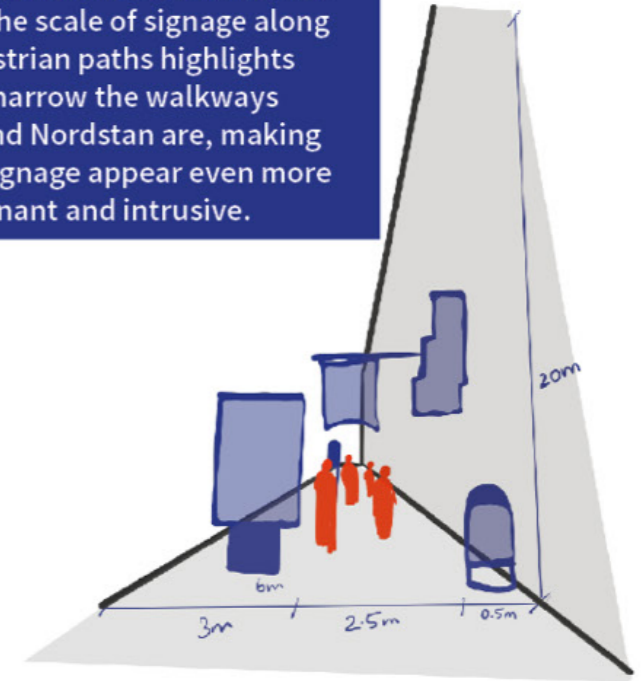 he scale of signage along
strian paths highlights
narrow the walkways
nd Nordstan are, making
ignage appear even more
nant and intrusive.
20m
6m
3m
2.5m
0.5m